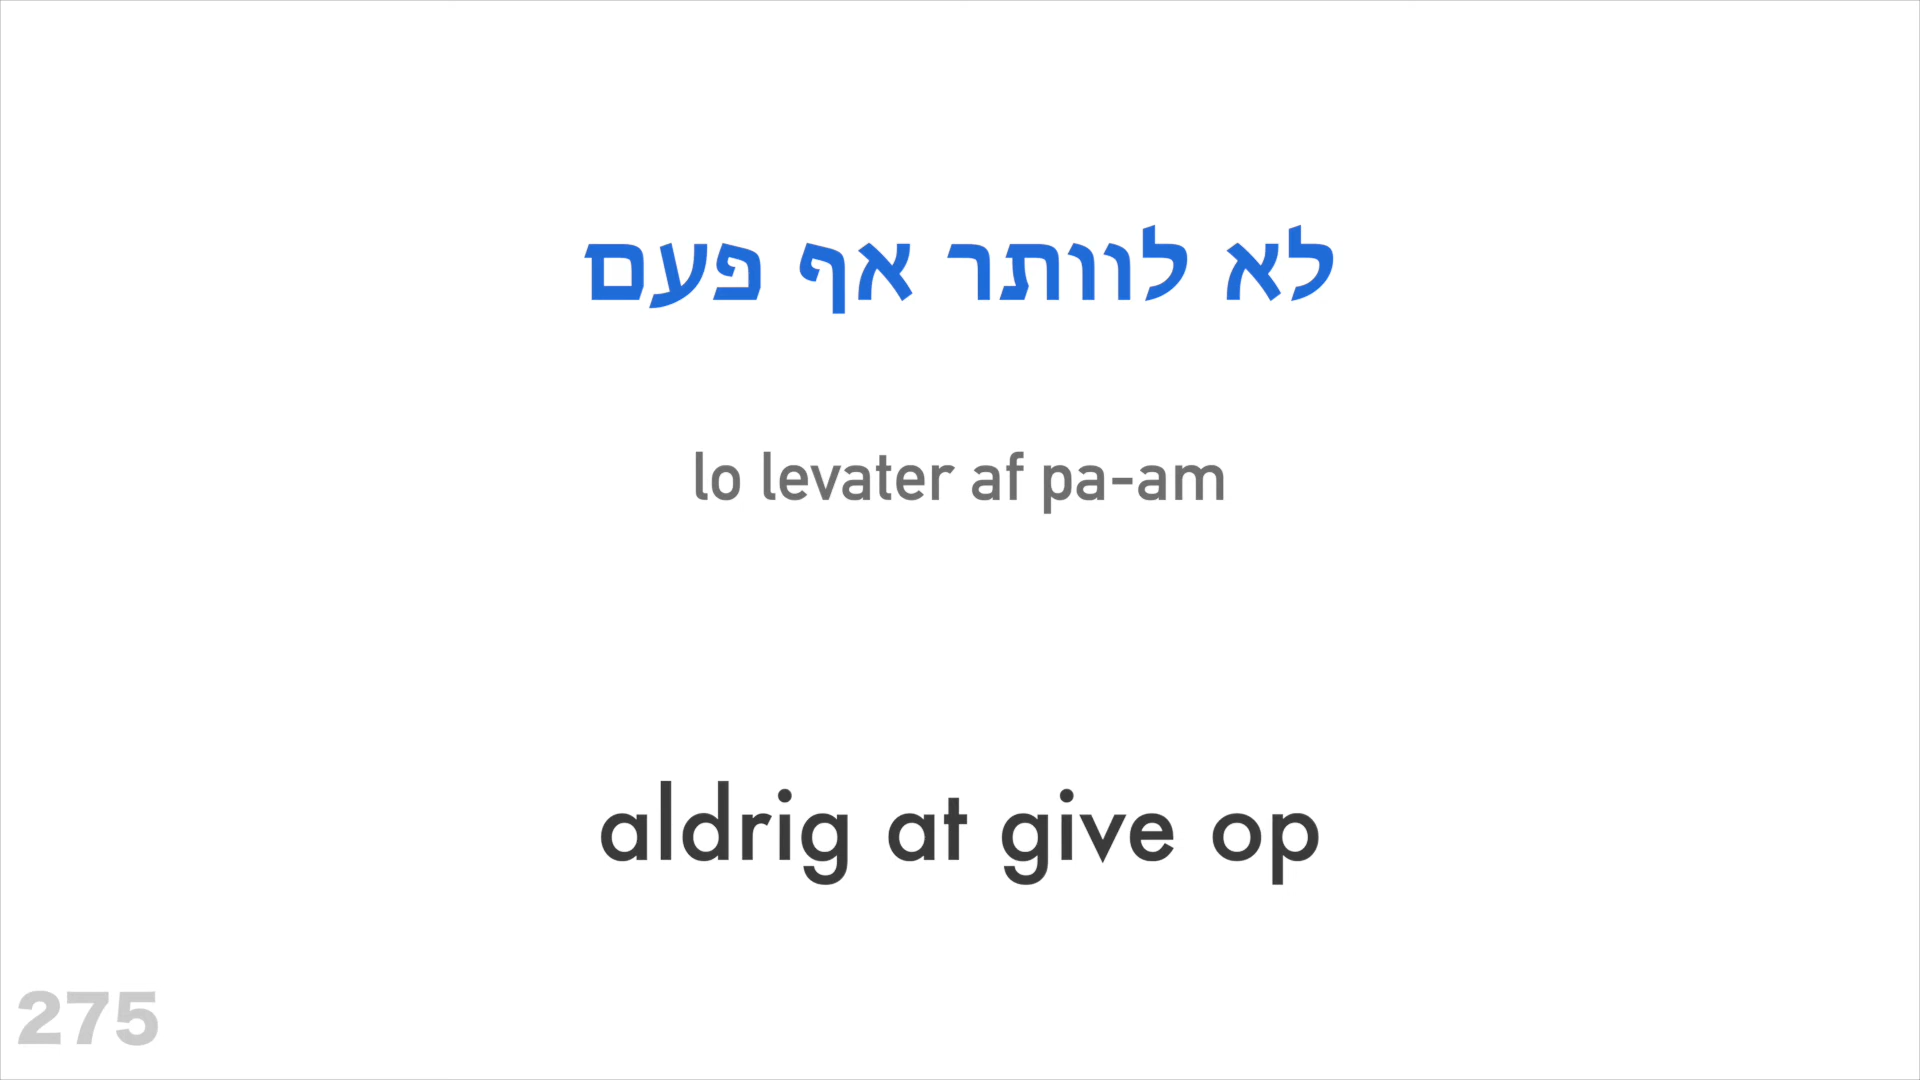 לא לוותר אף פעם
lo levater af pa-am
aldrig at give op
275